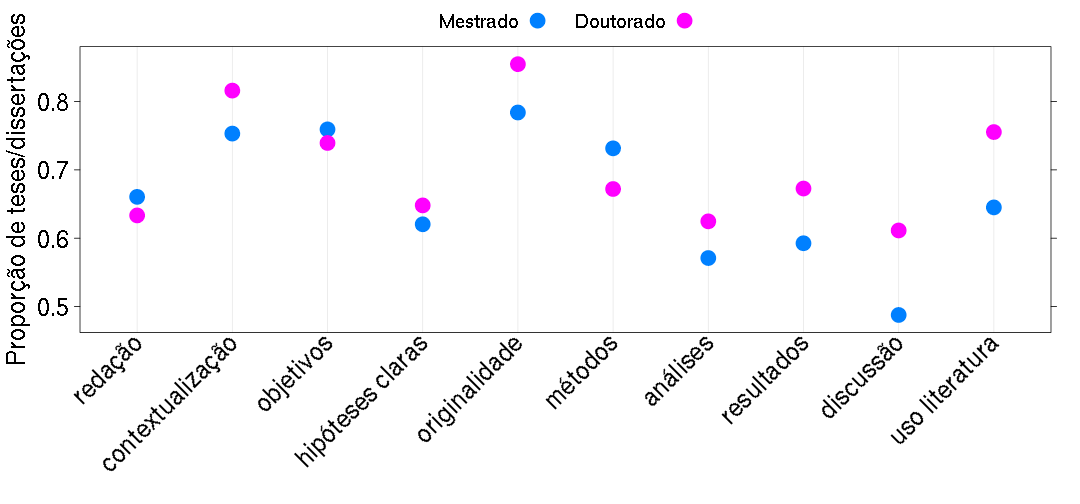 Mestrado Doutorado
Proporção de teses/dissertações
0.8
0.7
0.6
0.5
redação
contextualização
objetivos
hipóteses claras
originalidade
métodos
análises
resultados
discussão
uso literatura